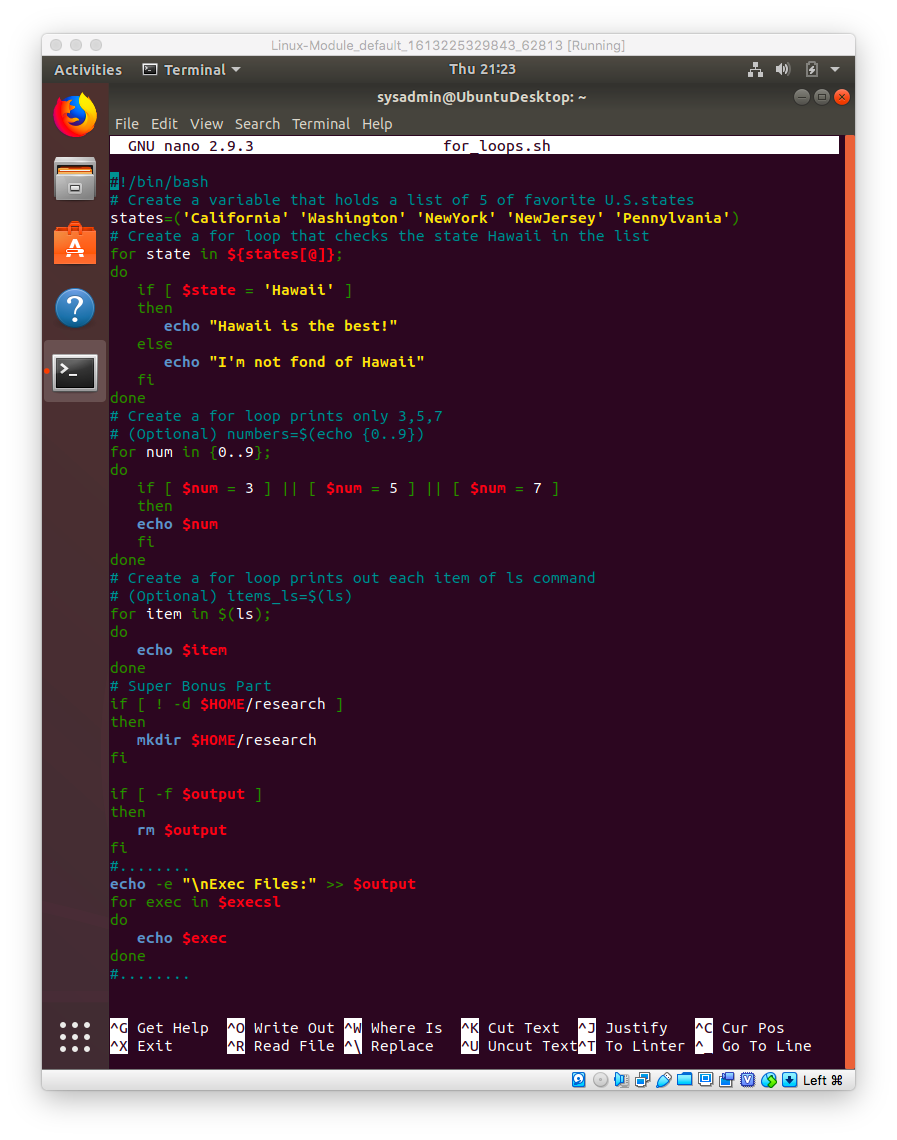 Linux-Module_default_1613225329843_62813 [Running]
Activities Terminal Thu 21:23
sysadmin@UbuntuDesktop: ~
File Edit View Search Terminal Help
GNU nano 2.9.3 for_loops.sh
#!/bin/bash
# Create a variable that holds a list of 5 of favorite U.S.states
states=('California' 'Washington' 'NewYork' 'NewJersey' 'Pennylvania')
# Create a for loop that checks the state Hawaii in the list
for state in ${states[@]};
do
   if [ $state = 'Hawaii' ]
   then
      echo "Hawaii is the best!"
   else
      echo "I'm not fond of Hawaii"
   fi
done
# Create a for loop prints only 3,5,7
# (Optional) numbers=$(echo {0..9})
for num in {0..9};
do
   if [ $num = 3 ] || [ $num = 5 ] || [ $num = 7 ]
   then
   echo $num
   fi
done
# Create a for loop prints out each item of ls command
# (Optional) items_ls=$(ls)
for item in $(ls);
do
   echo $item
done
# Super Bonus Part
if [ ! -d $HOME/research ]
then
   mkdir $HOME/research
fi

if [ -f $output ]
then
   rm $output
fi
#........
echo -e "\nExec Files:" >> $output
for exec in $execsl
do
   echo $exec
done
#........
^G Get Help ^O Write Out ^W Where Is ^K Cut Text ^J Justify ^C Cur Pos
^X Exit ^R Read File ^\ Replace ^U Uncut Text ^T To Linter ^_ Go To Line
Left ⌘